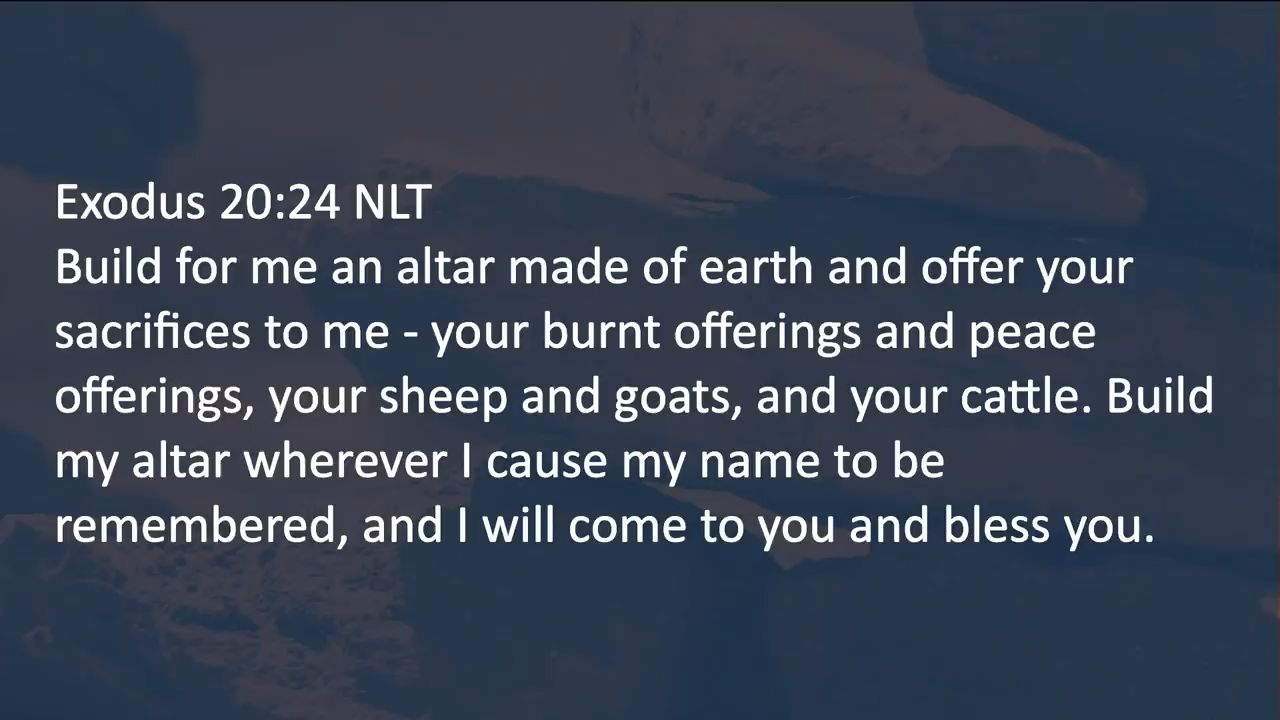 Exodus 20:24 NLT
Build for me an altar made of earth and offer your
sacrifices to me - your burnt offerings and peace
offerings, your sheep and goats, and your cattle. Build
my altar wherever I cause my name to be
remembered, and I will come to you and bless you.